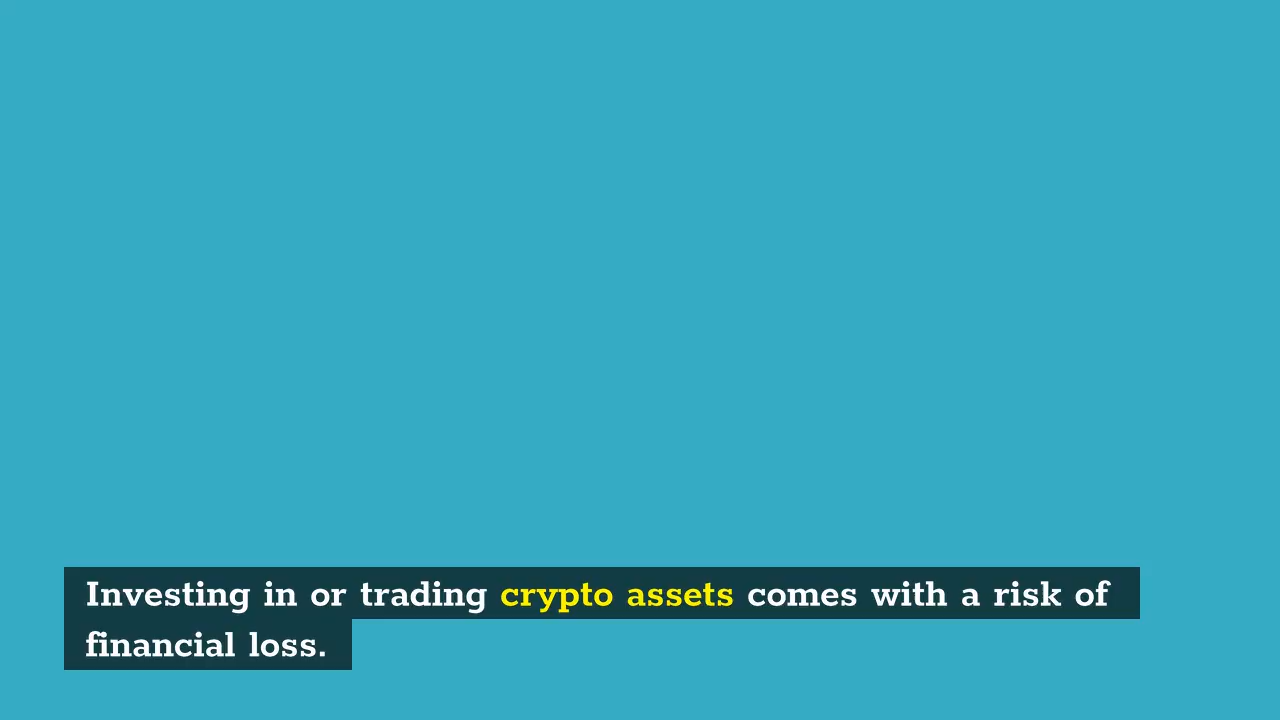 Investing in or trading crypto assets comes with a risk of
financial loss.